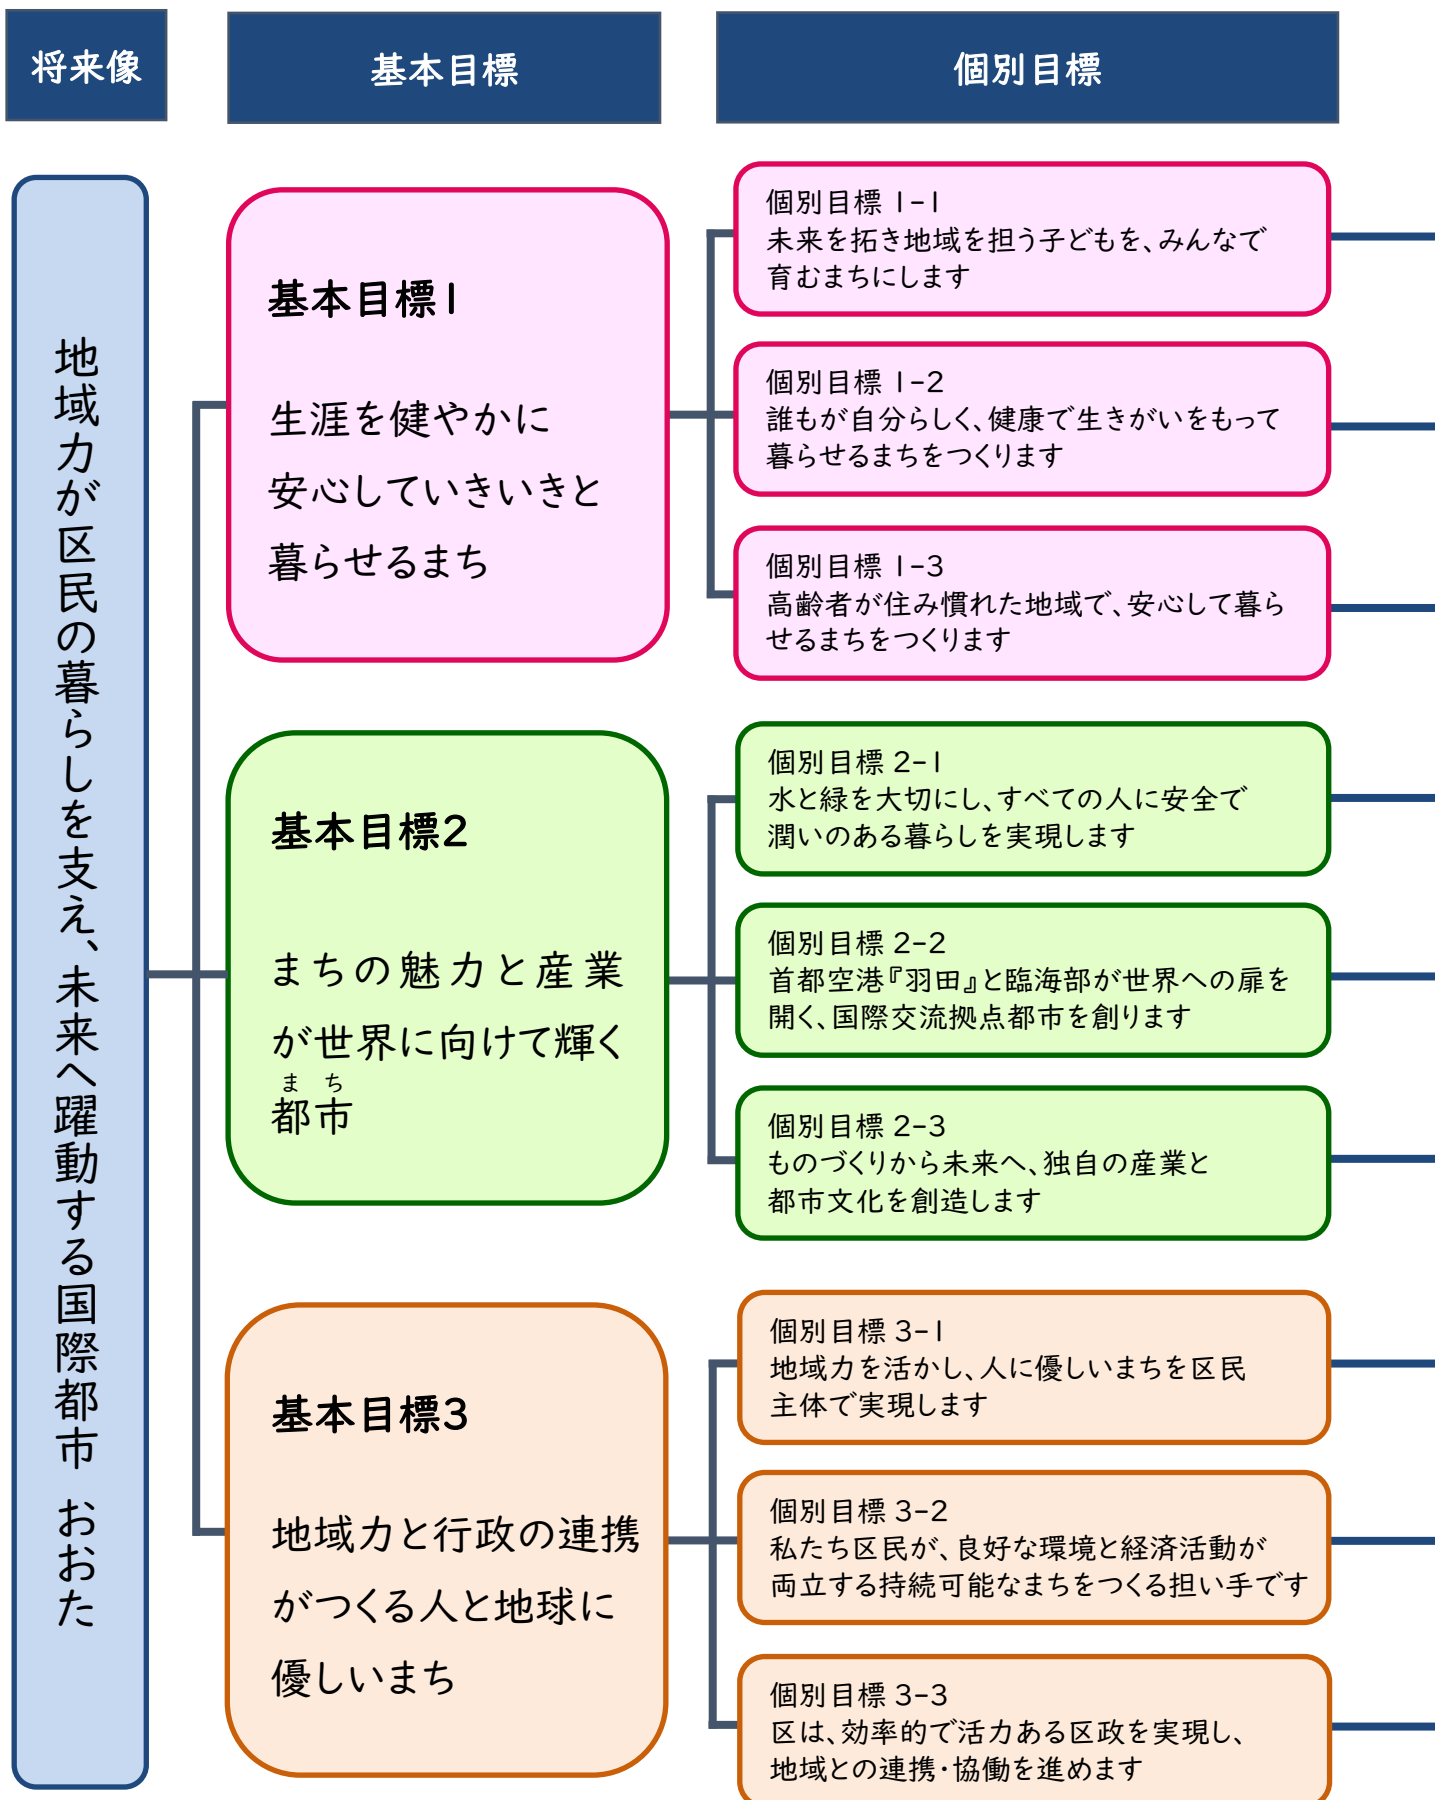 将来像
基本目標
個別目標
地域力が区民の暮らしを支え、未来へ躍動する国際都市 おおた
基本目標1
生涯を健やかに
安心していきいきと
暮らせるまち
個別目標 1-1
未来を拓き地域を担う子どもを、みんなで
育むまちにします
個別目標 1-2
誰もが自分らしく、健康で生きがいをもって
暮らせるまちをつくります
個別目標 1-3
高齢者が住み慣れた地域で、安心して暮ら
せるまちをつくります
基本目標2
まちの魅力と産業
が世界に向けて輝く
まち
都市
個別目標 2-1
水と緑を大切にし、すべての人に安全で
潤いのある暮らしを実現します
個別目標 2-2
首都空港『羽田』と臨海部が世界への扉を
開く、国際交流拠点都市を創ります
個別目標 2-3
ものづくりから未来へ、独自の産業と
都市文化を創造します
基本目標3
地域力と行政の連携
がつくる人と地球に
優しいまち
個別目標 3-1
地域力を活かし、人に優しいまちを区民
主体で実現します
個別目標 3-2
私たち区民が、良好な環境と経済活動が
両立する持続可能なまちをつくる担い手です
個別目標 3-3
区は、効率的で活力ある区政を実現し、
地域との連携・協働を進めます